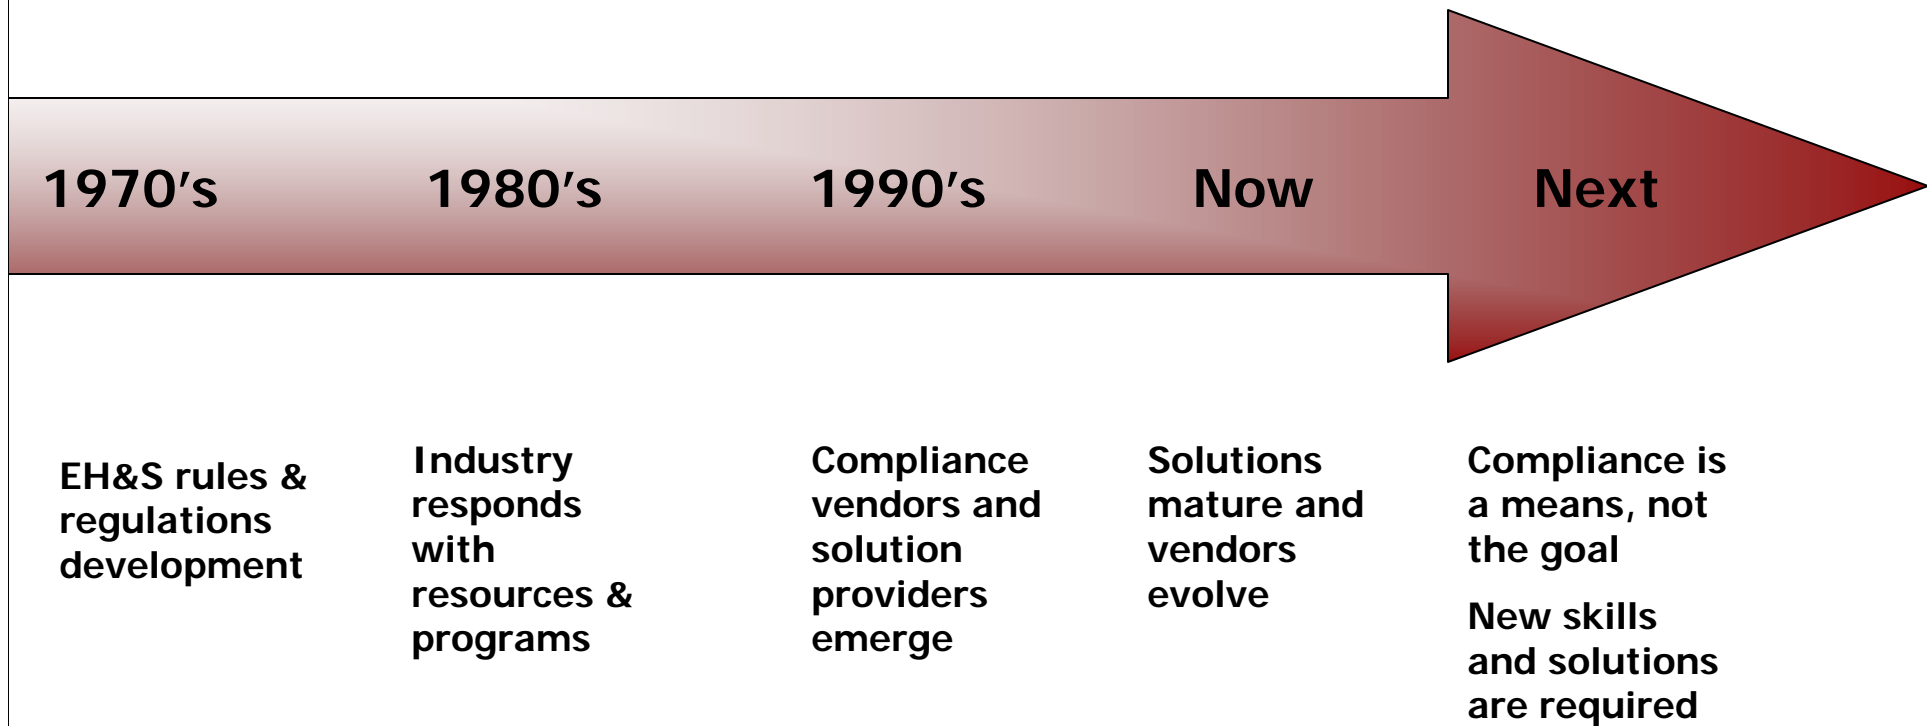 1970's
1980's
1990's
Now
Next
EH&S rules &
regulations
development
Industry
responds
with
resources &
programs
Compliance
vendors and
solution
providers
emerge
Solutions
mature and
vendors
evolve
Compliance is
a means, not
the goal
New skills
and solutions
are required